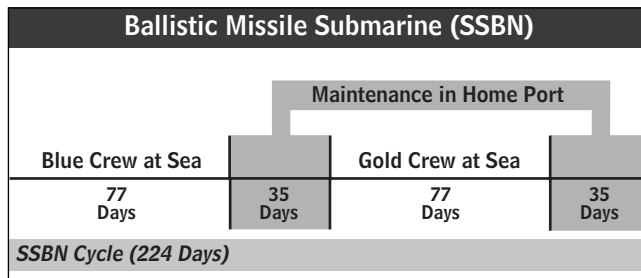 Ballistic Missile Submarine (SSBN)
Maintenance in Home Port
Blue Crew at Sea
Gold Crew at Sea
77
Days
35
Days
77
Days
35
Days
SSBN Cycle (224 Days)